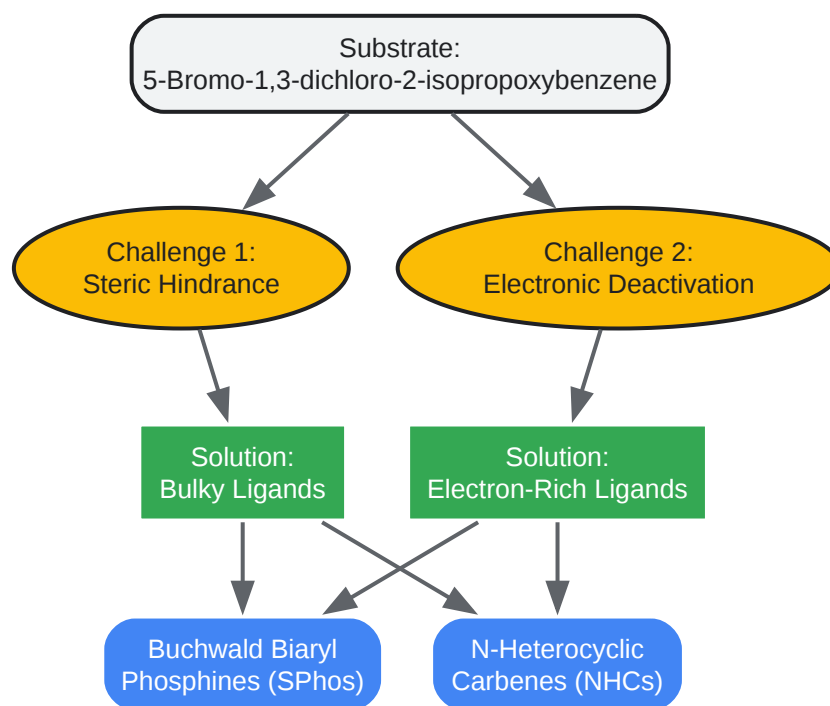 Substrate:
5-Bromo-1,3-dichloro-2-isopropoxybenzene
Challenge 1:
Steric Hindrance
Challenge 2:
Electronic Deactivation
Solution:
Bulky Ligands
Solution:
Electron-Rich Ligands
Buchwald Biaryl
Phosphines (SPhos)
N-Heterocyclic
Carbenes (NHCs)